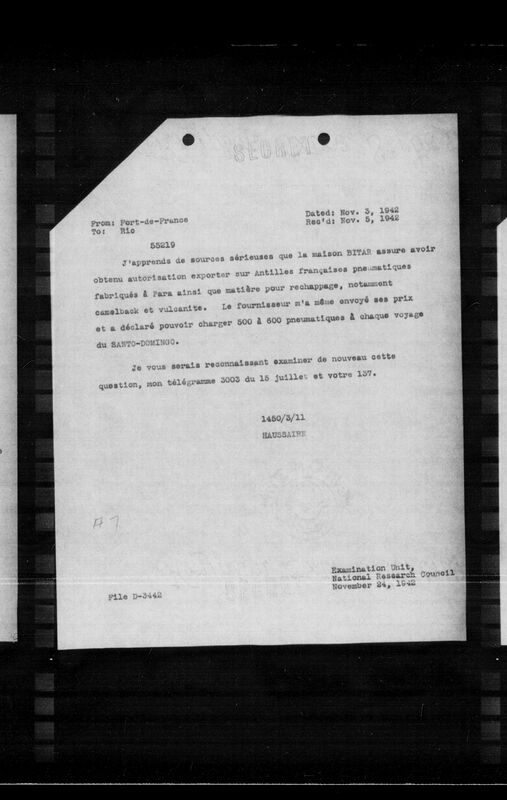 SECRET
From: Fort-de-France
To: Rio
Dated: Nov. 3, 1942
Rec'd: Nov. 5, 1942
55219
J'apprends de sources sérieuses que la maison BITAR assure avoir
obtenu autorisation exporter sur Antilles françaises pneumatiques
fabriqués à Para ainsi que matière pour rechappage, notamment
camelback et vulcanite. Le fournisseur m'a même envoyé ses prix
et a déclaré pouvoir charger 500 à 600 pneumatiques à chaque voyage
du SANTO-DOMINGO.
Je vous serais reconnaissant examiner de nouveau cette
question, mon télégramme 3003 du 15 juillet et votre 137.
1450/3/11
HAUSSAIRE
A 7
Examination Unit,
National Research Council
November 24, 1942
File D-3442